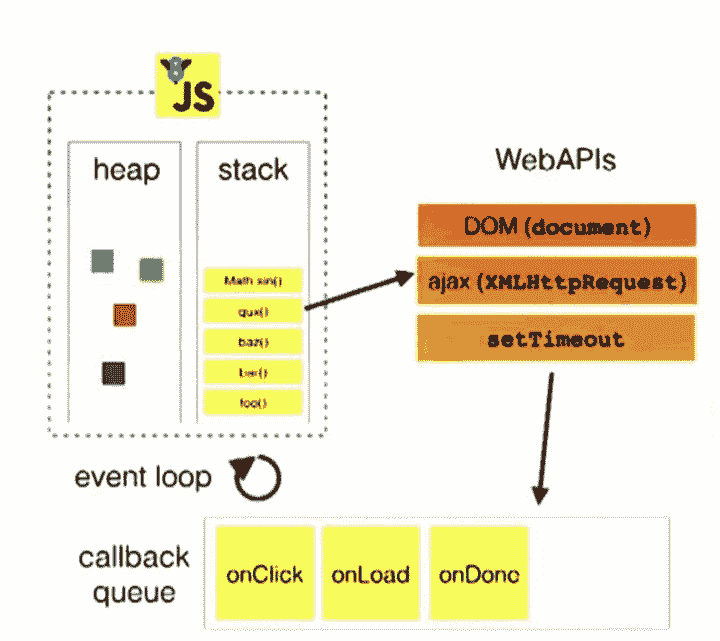 JS
heap
stack
Math sin()
qux()
baz()
bar()
foo()
WebAPIs
DOM (document)
ajax (XMLHttpRequest)
setTimeout
event loop
callback
queue
onClick
onLoad
onDone